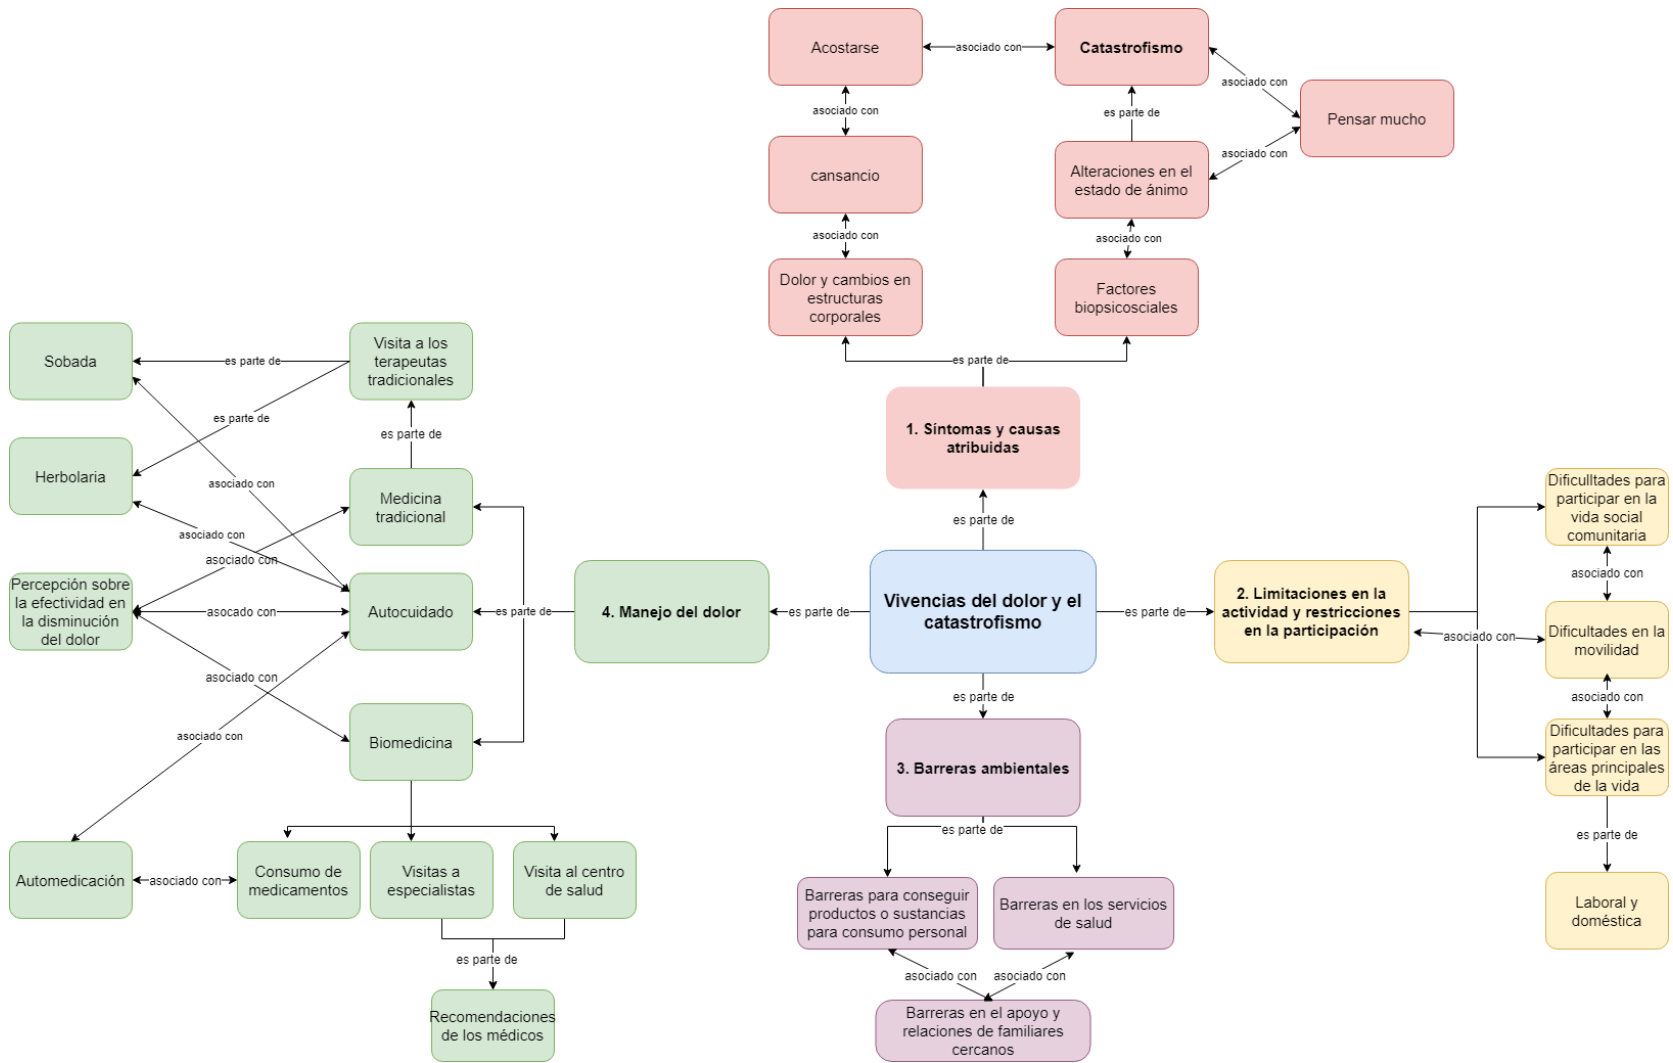 Acostarse
asociado con
Catastrofismo
asociado con
Pensar mucho
asociado con
es parte de
asociado con
cansancio
Alteraciones en el
estado de ánimo
asociado con
asociado con
Dolor y cambios en
estructuras
corporales
Factores
biopsicosciales
es parte de
1. Síntomas y causas
atribuidas
es parte de
Vivencias del dolor y el
catastrofismo
es parte de
2. Limitaciones en la
actividad y restricciones
en la participación
Dificultltades para
participar en la
vida social
comunitaria
asociado con
asociado con
Dificultades en la
movilidad
asociado con
Dificultades para
participar en las
áreas principales
de la vida
es parte de
Laboral y
doméstica
es parte de
3. Barreras ambientales
es parte de
Barreras para conseguir
productos o sustancias
para consumo personal
Barreras en los servicios
de salud
asociado con
asociado con
Barreras en el apoyo y
relaciones de familiares
cercanos
es parte de
4. Manejo del dolor
es parte de
Sobada
es parte de
Visita a los
terapeutas
tradicionales
es parte de
es parte de
Herbolaria
asociado con
Medicina
tradicional
asociado con
asociado con
Percepción sobre
la efectividad en
la disminución
del dolor
asocado con
Autocuidado
asociado con
asociado con
Biomedicina
Automedicación
asociado con
Consumo de
medicamentos
Visitas a
especialistas
Visita al centro
de salud
es parte de
Recomendaciones
de los médicos